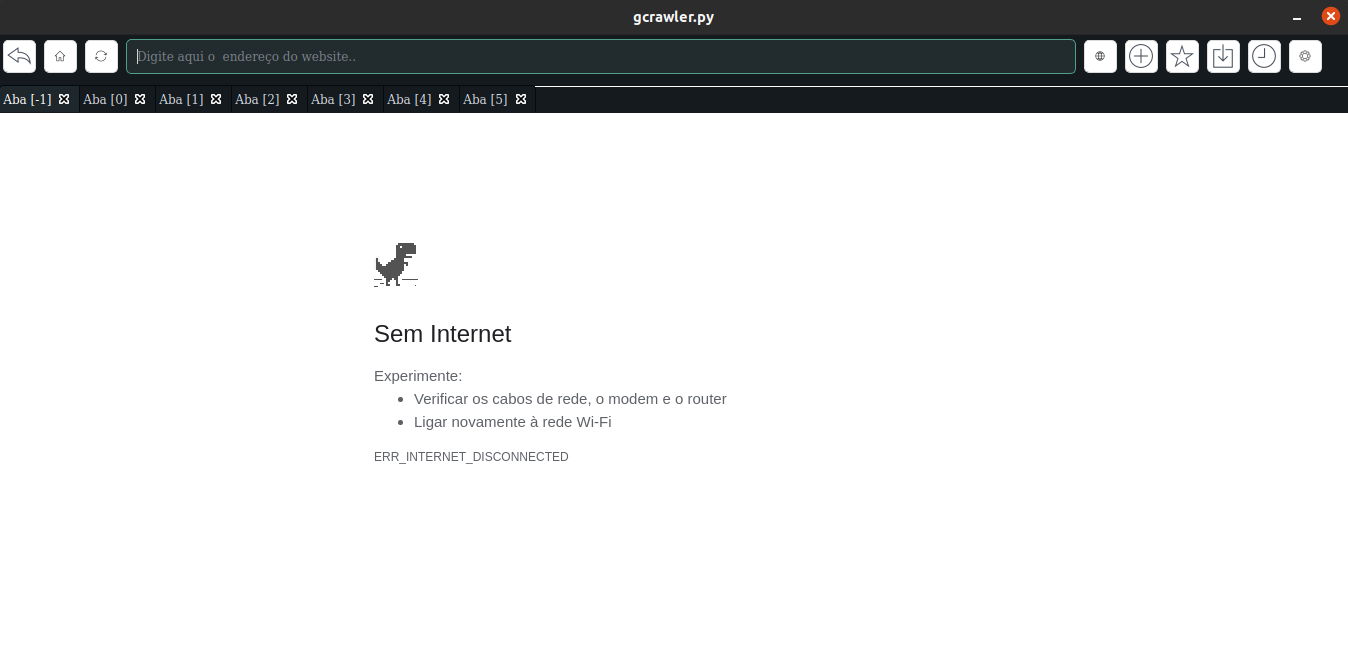 gcrawler.py
Digite aqui o  endereço do website..
Aba [-1] Aba [0] Aba [1] Aba [2] Aba [3] Aba [4] Aba [5]
Sem Internet
Experimente:
• Verificar os cabos de rede, o modem e o router
• Ligar novamente à rede Wi-Fi
ERR_INTERNET_DISCONNECTED